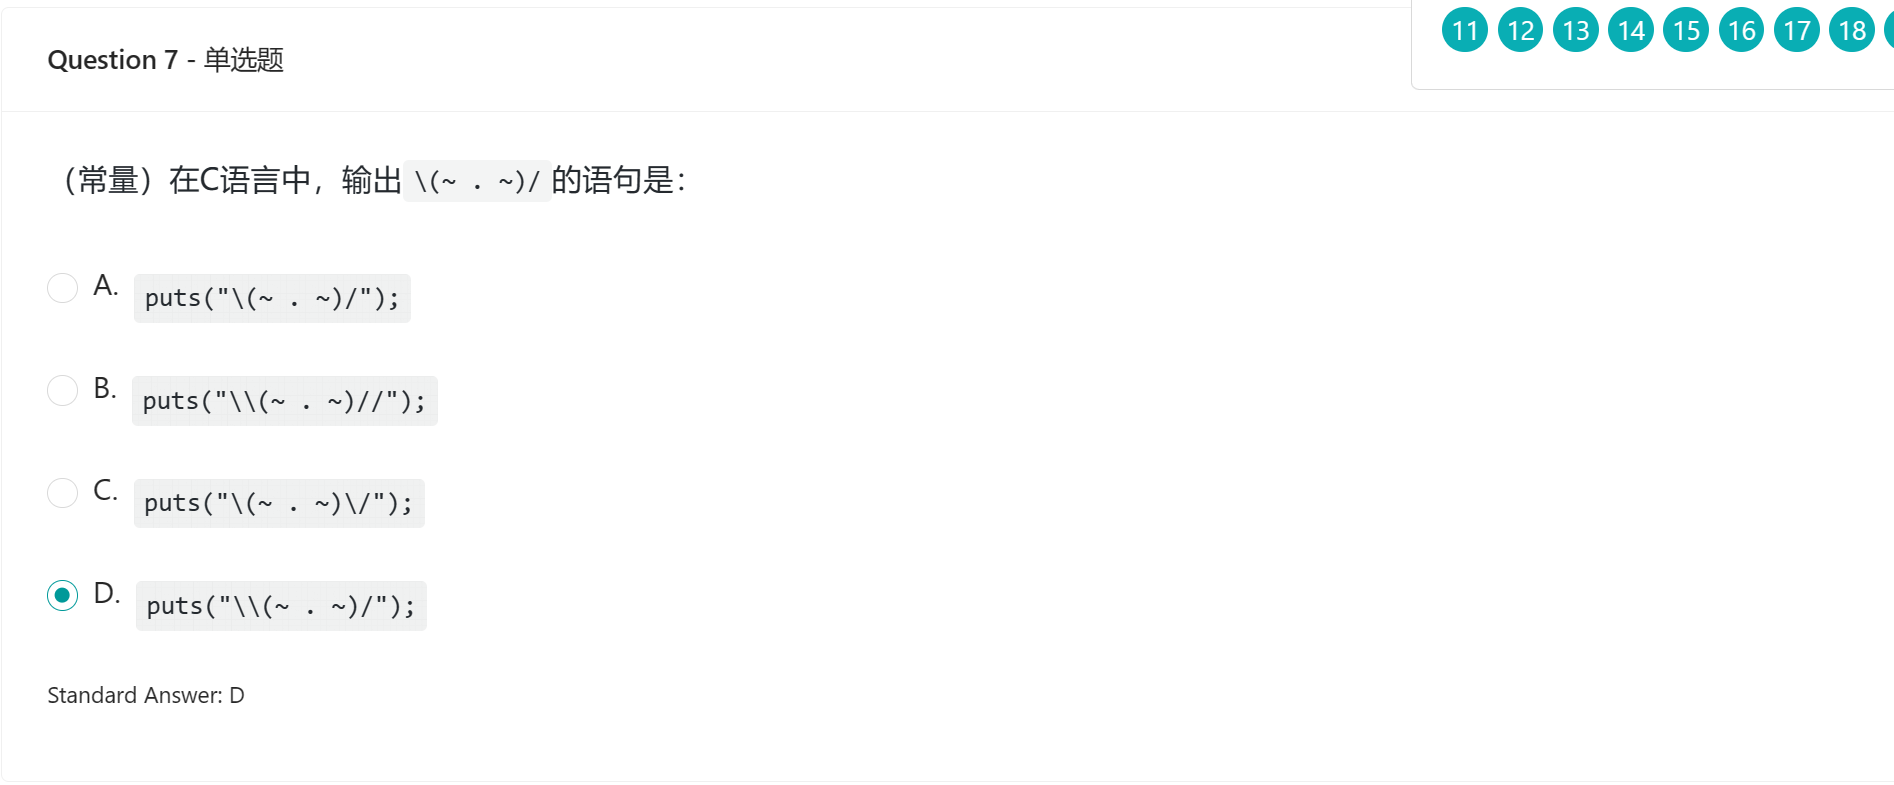 11 12 13 14 15 16 17 18
Question 7 - 单选题
（常量）在C语言中，输出 \(~ . ~)/ 的语句是：
A. puts("\(~ . ~)/");
B. puts("\\(~ . ~)//");
C. puts("\(~ . ~)\/");
D. puts("\\(~ . ~)/");
Standard Answer: D